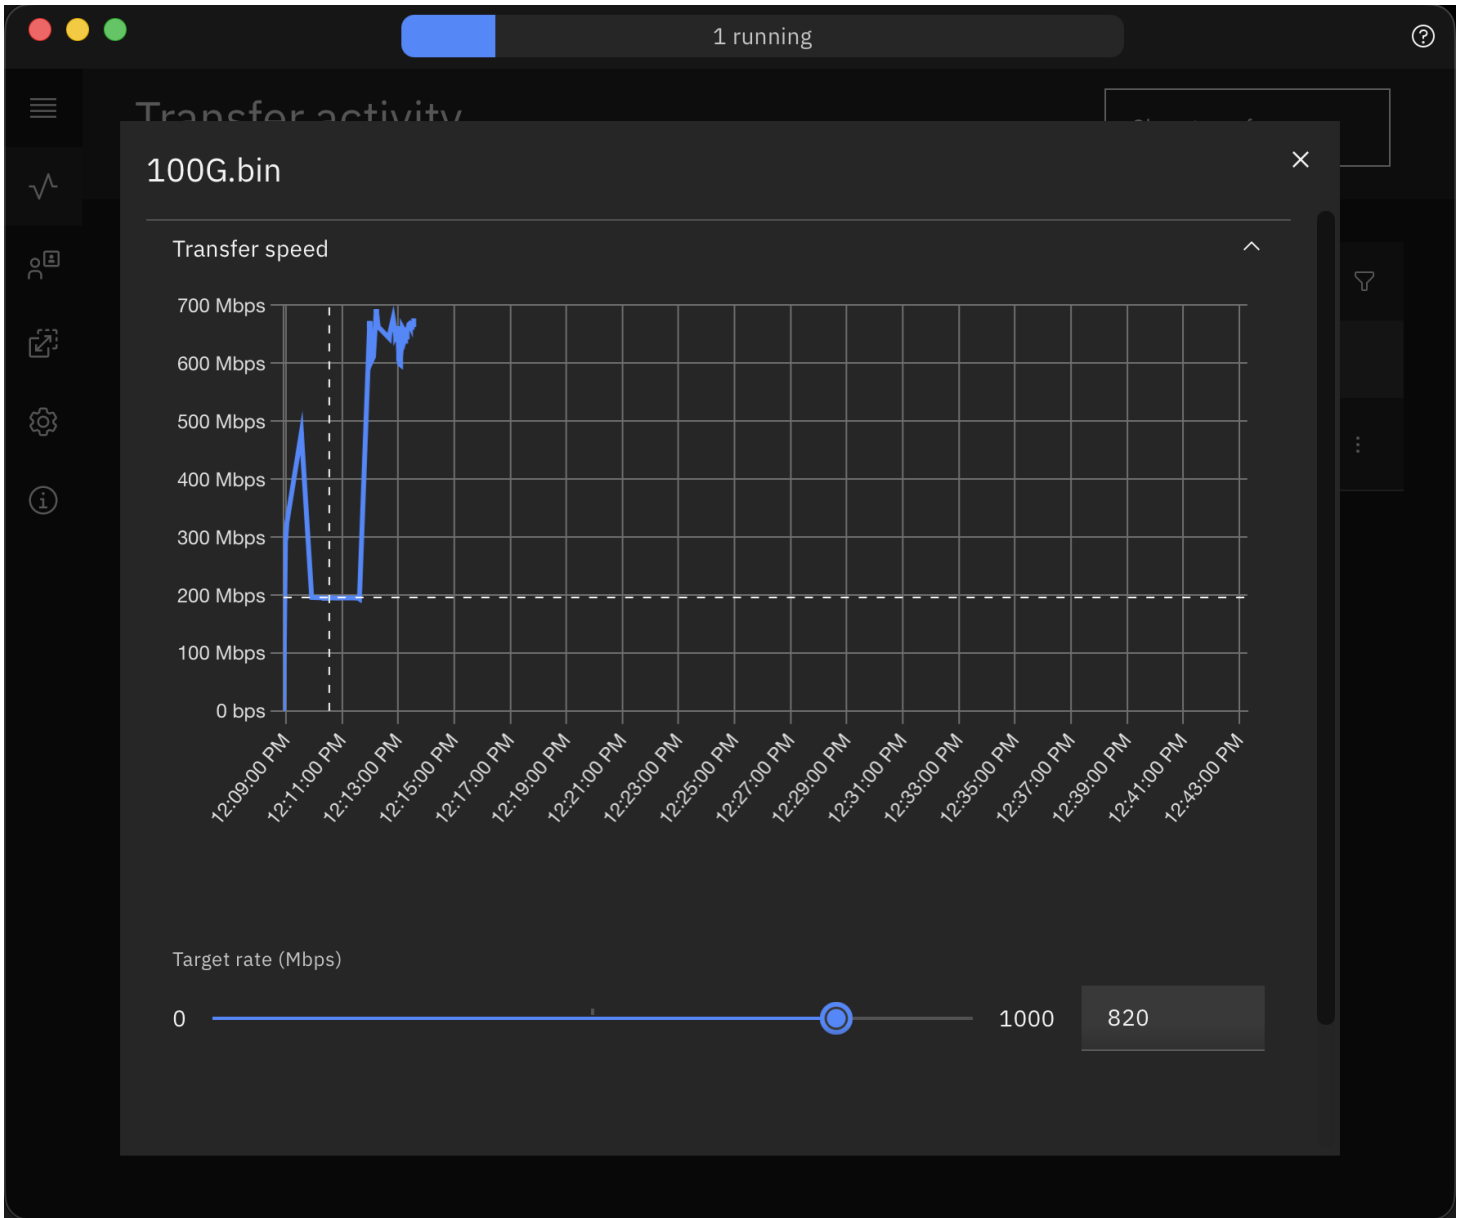 1 running
Transfer activity
100G.bin
Transfer speed
700 Mbps
600 Mbps
500 Mbps
400 Mbps
300 Mbps
200 Mbps
100 Mbps
0 bps
12:09:00 PM
12:11:00 PM
12:13:00 PM
12:15:00 PM
12:17:00 PM
12:19:00 PM
12:21:00 PM
12:23:00 PM
12:25:00 PM
12:27:00 PM
12:29:00 PM
12:31:00 PM
12:33:00 PM
12:35:00 PM
12:37:00 PM
12:39:00 PM
12:41:00 PM
12:43:00 PM
Target rate (Mbps)
0
1000
820